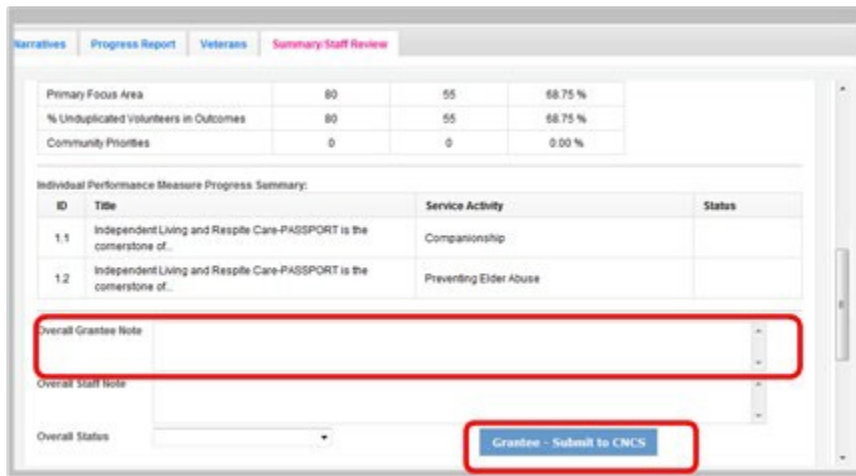 Narratives Progress Report Veterans Summary/Staff Review
Primary Focus Area 80 55 68.75 %
% Unduplicated Volunteers in Outcomes 80 55 68.75 %
Community Priorities 0 0 0.00 %
Individual Performance Measure Progress Summary:
ID Title Service Activity Status
1.1 Independent Living and Respite Care-PASSPORT is the
cornerstone of... Companionship
1.2 Independent Living and Respite Care-PASSPORT is the
cornerstone of... Preventing Elder Abuse
Overall Grantee Note
Overall Staff Note
Overall Status
Grantee - Submit to CNCS